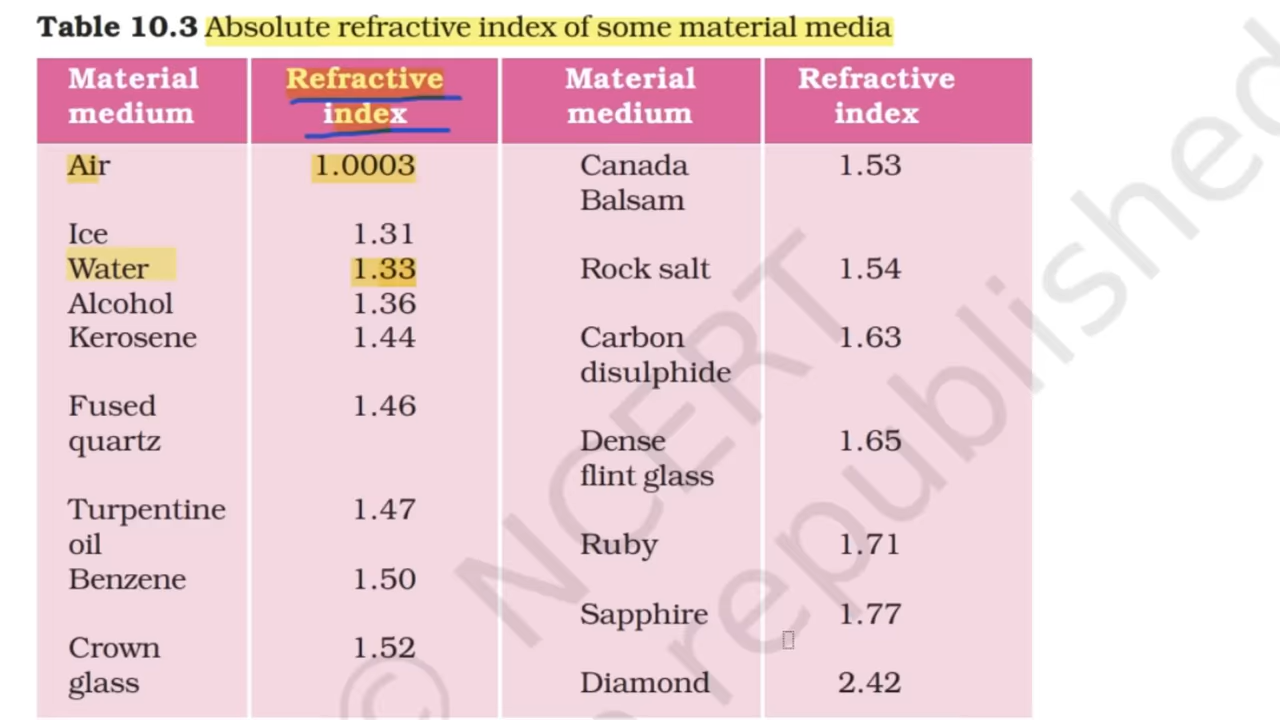 Table 10.3 Absolute refractive index of some material media
Material medium Refractive index Material medium Refractive index
Air 1.0003 Canada Balsam 1.53
Ice 1.31
Water 1.33 Rock salt 1.54
Alcohol 1.36
Kerosene 1.44 Carbon disulphide 1.63
Fused quartz 1.46
Dense flint glass 1.65
Turpentine oil 1.47
Ruby 1.71
Benzene 1.50
Sapphire 1.77
Crown glass 1.52
Diamond 2.42
© NCERT
republished